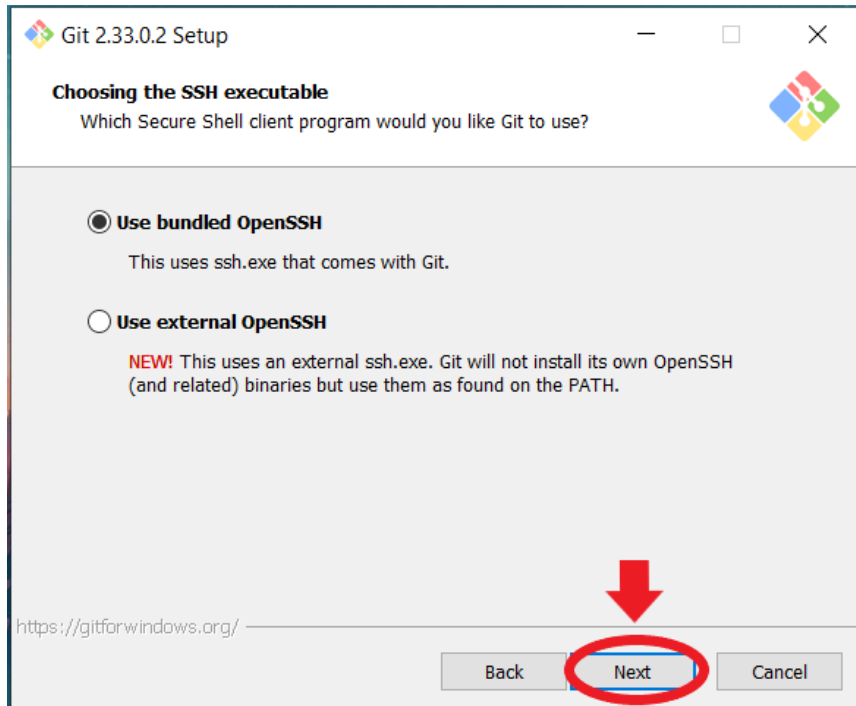 Git 2.33.0.2 Setup
Choosing the SSH executable
Which Secure Shell client program would you like Git to use?
Use bundled OpenSSH
This uses ssh.exe that comes with Git.
Use external OpenSSH
NEW! This uses an external ssh.exe. Git will not install its own OpenSSH
(and related) binaries but use them as found on the PATH.
https://gitforwindows.org/
Back Next Cancel